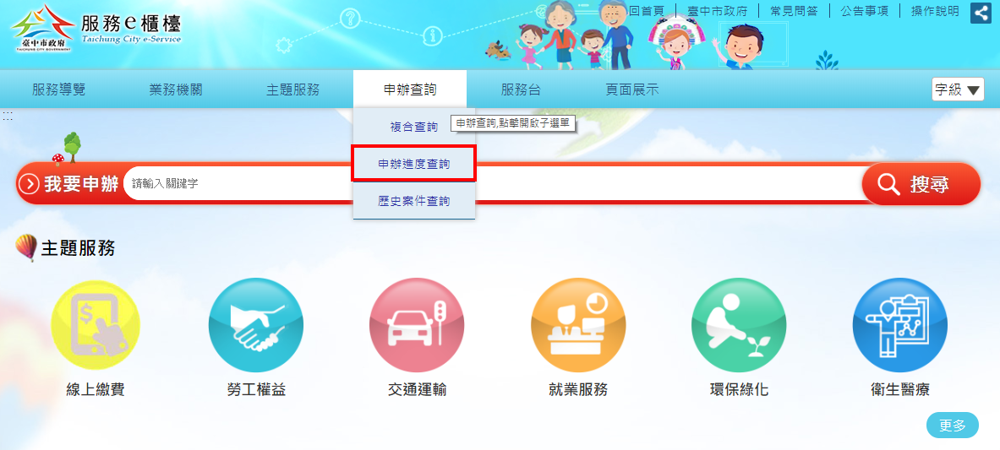 臺中市政府
TAICHUNG CITY GOVERNMENT
服務e櫃檯
Taichung City e-Service
回首頁 臺中市政府 常見問答 公告事項 操作說明
服務導覽 業務機關 主題服務 申辦查詢 服務台 頁面展示 字級
:::
複合查詢
申辦查詢,點擊開啟子選單
申辦進度查詢
歷史案件查詢
我要申辦 請輸入關鍵字 搜尋
主題服務
線上繳費 勞工權益 交通運輸 就業服務 環保綠化 衛生醫療
更多